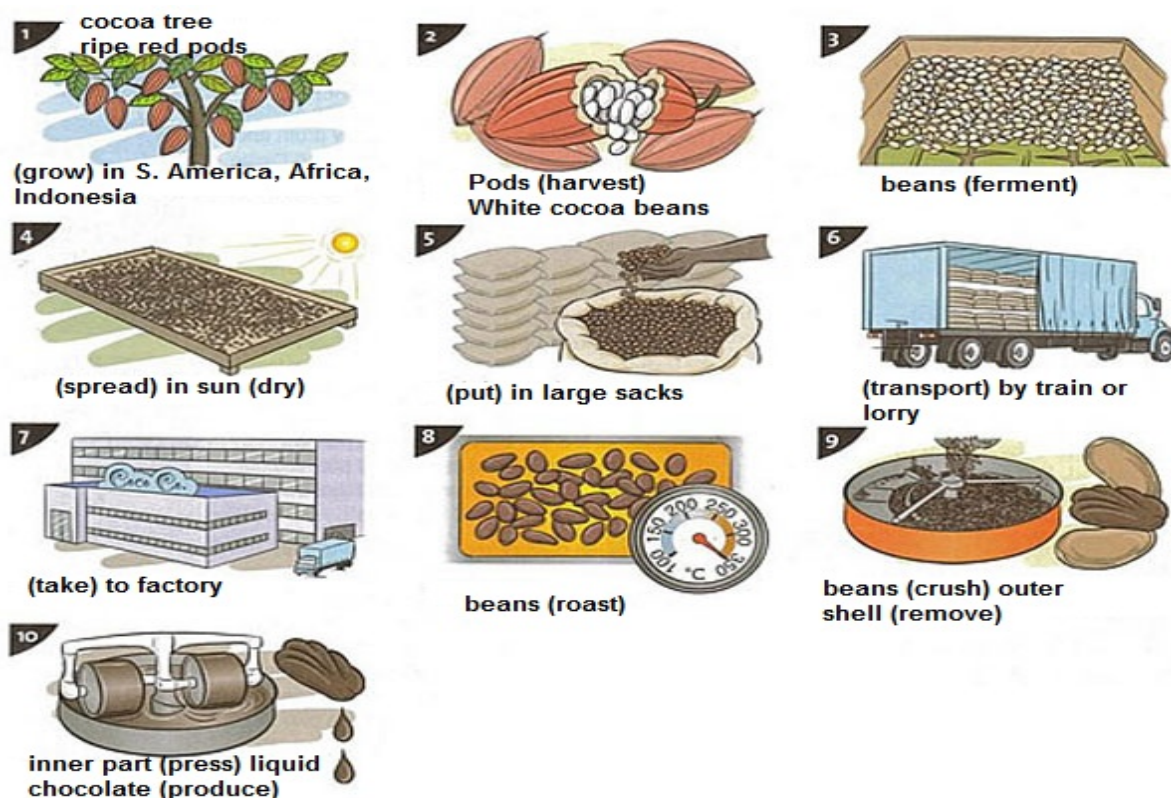 1
cocoa tree
ripe red pods
(grow) in S. America, Africa,
Indonesia
2
Pods (harvest)
White cocoa beans
3
beans (ferment)
4
(spread) in sun (dry)
5
(put) in large sacks
6
(transport) by train or
lorry
7
(take) to factory
8
100 150 200 250 300 350
°C
beans (roast)
9
beans (crush) outer
shell (remove)
10
inner part (press) liquid
chocolate (produce)